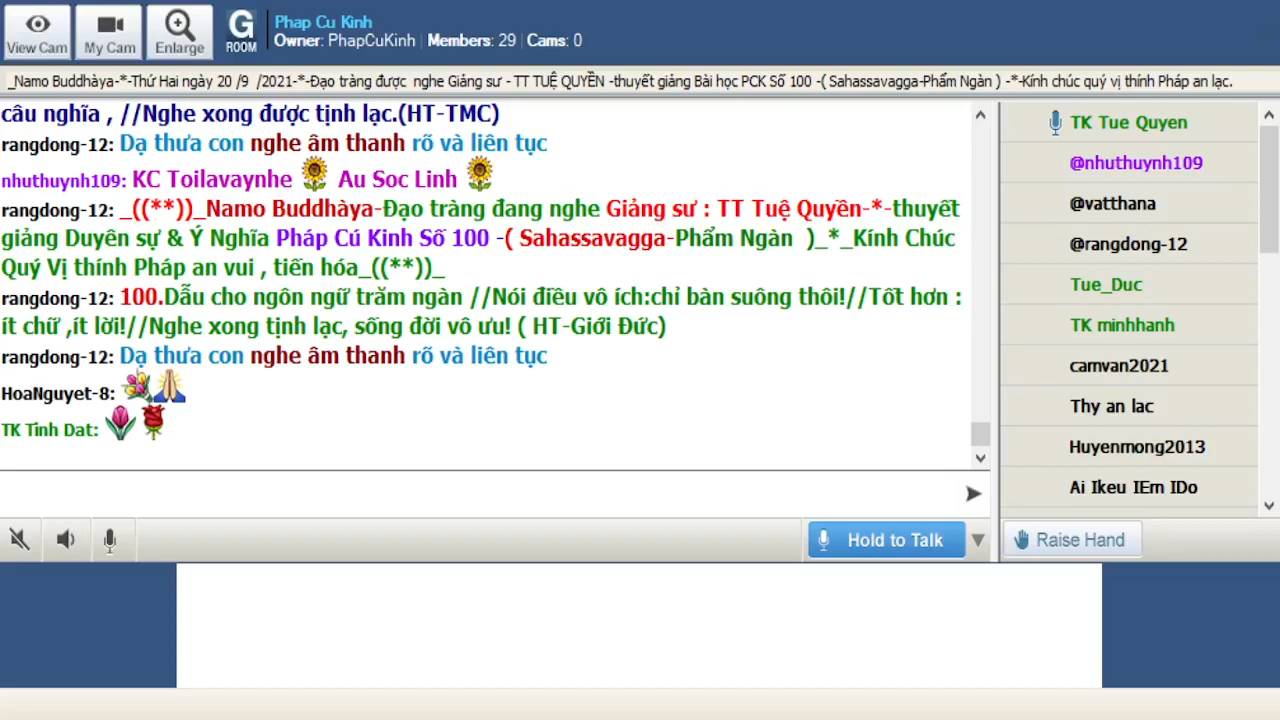 View Cam
My Cam
Enlarge
G
ROOM
Phap Cu Kinh
Owner: PhapCuKinh | Members: 29 | Cams: 0
_Namo Buddhàya-*-Thứ Hai ngày 20 /9 /2021-*-Đạo tràng được nghe Giảng sư - TT TUỆ QUYỀN -thuyết giảng Bài học PCK Số 100 -( Sahassavagga-Phẩm Ngàn ) -*-Kính chúc quý vị thính Pháp an lạc.
câu nghĩa , //Nghe xong được tịnh lạc.(HT-TMC)
rangdong-12: Dạ thưa con nghe âm thanh rõ và liên tục
nhuthuynh109: KC Toilavaynhe 🌻 Au Soc Linh 🌻
rangdong-12: _((**))_Namo Buddhàya-Đạo tràng đang nghe Giảng sư : TT Tuệ Quyền-*-thuyết
giảng Duyên sự & Ý Nghĩa Pháp Cú Kinh Số 100 -( Sahassavagga-Phẩm Ngàn )_*_Kính Chúc
Quý Vị thính Pháp an vui , tiến hóa_((**))_
rangdong-12: 100.Dẫu cho ngôn ngữ trăm ngàn //Nói điều vô ích:chỉ bàn suông thôi!//Tốt hơn :
ít chữ ,ít lời!//Nghe xong tịnh lạc, sống đời vô ưu! ( HT-Giới Đức)
rangdong-12: Dạ thưa con nghe âm thanh rõ và liên tục
HoaNguyet-8: 💐🙏
TK Tinh Dat: 🌷🌹
Hold to Talk
TK Tue Quyen
@nhuthuynh109
@vatthana
@rangdong-12
Tue_Duc
TK minhhanh
camvan2021
Thy an lac
Huyenmong2013
Ai Ikeu IEm IDo
Raise Hand